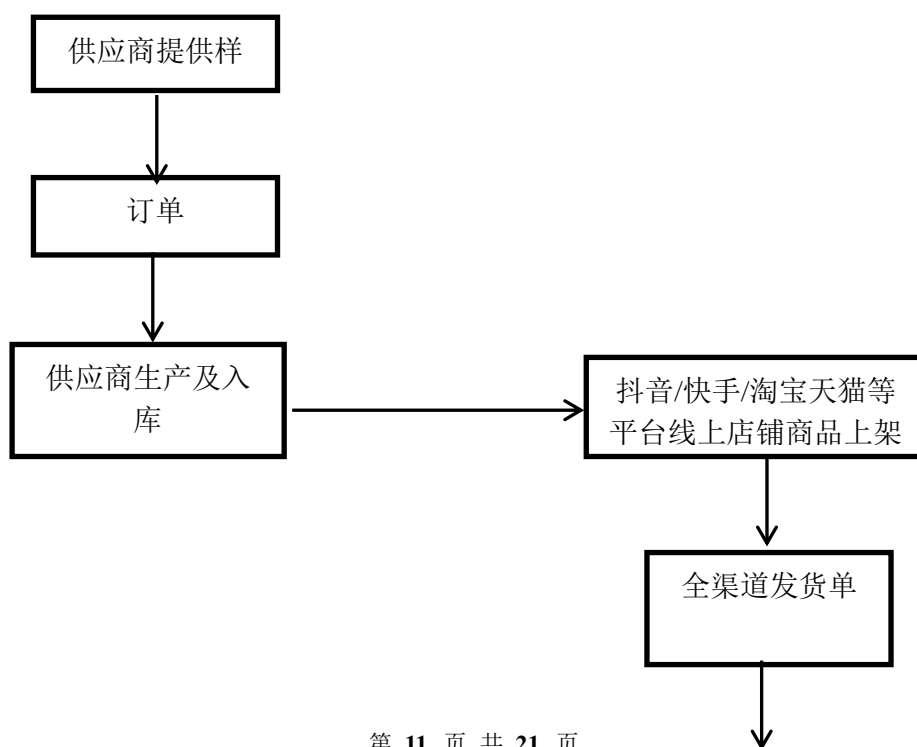 供应商提供样
订单
供应商生产及入
库
抖音/快手/淘宝天猫等
平台线上店铺商品上架
全渠道发货单
第 11 页 共 21 页